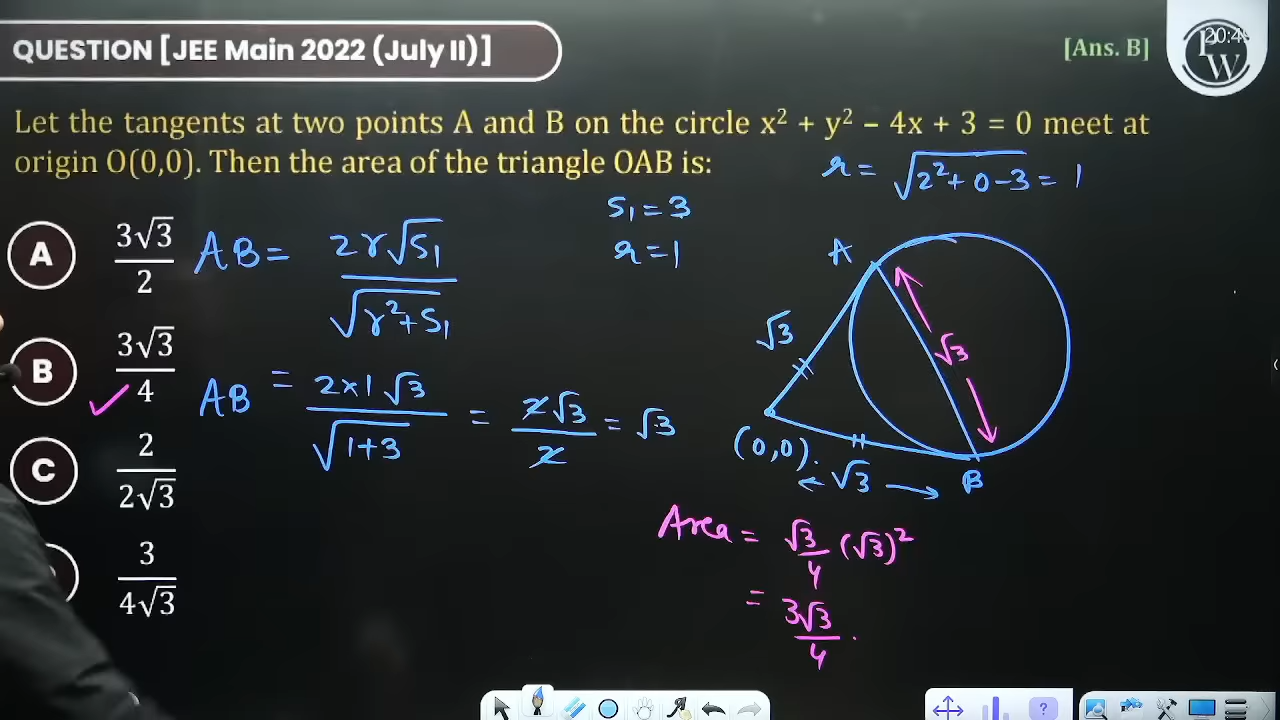 QUESTION [JEE Main 2022 (July II)]
[Ans. B]
20:4
P
W
Let the tangents at two points A and B on the circle x² + y² – 4x + 3 = 0 meet at
origin O(0,0). Then the area of the triangle OAB is:
r = √(2²+0-3) = 1
S₁ = 3
r = 1
A 3√3/2
AB = 2r√S₁/√(r²+S₁)
B 3√3/4
AB = 2×1√3/√(1+3) = 2√3/2 = √3
C 2/2√3
3/4√3
A
√3
√3
(0,0).
√3
B
Area = √3/4 (√3)²
= 3√3/4.